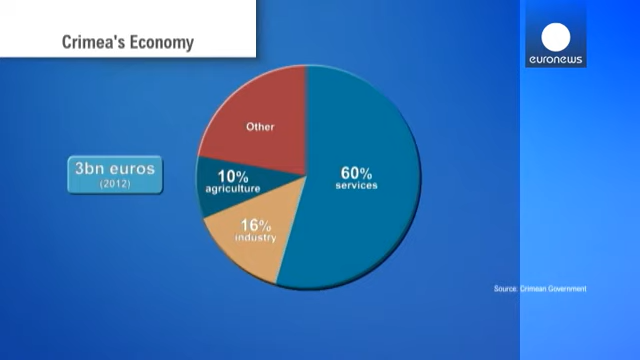 Crimea's Economy
euronews
Other
3bn euros
(2012)
10%
agriculture
60%
services
16%
industry
Source: Crimean Government